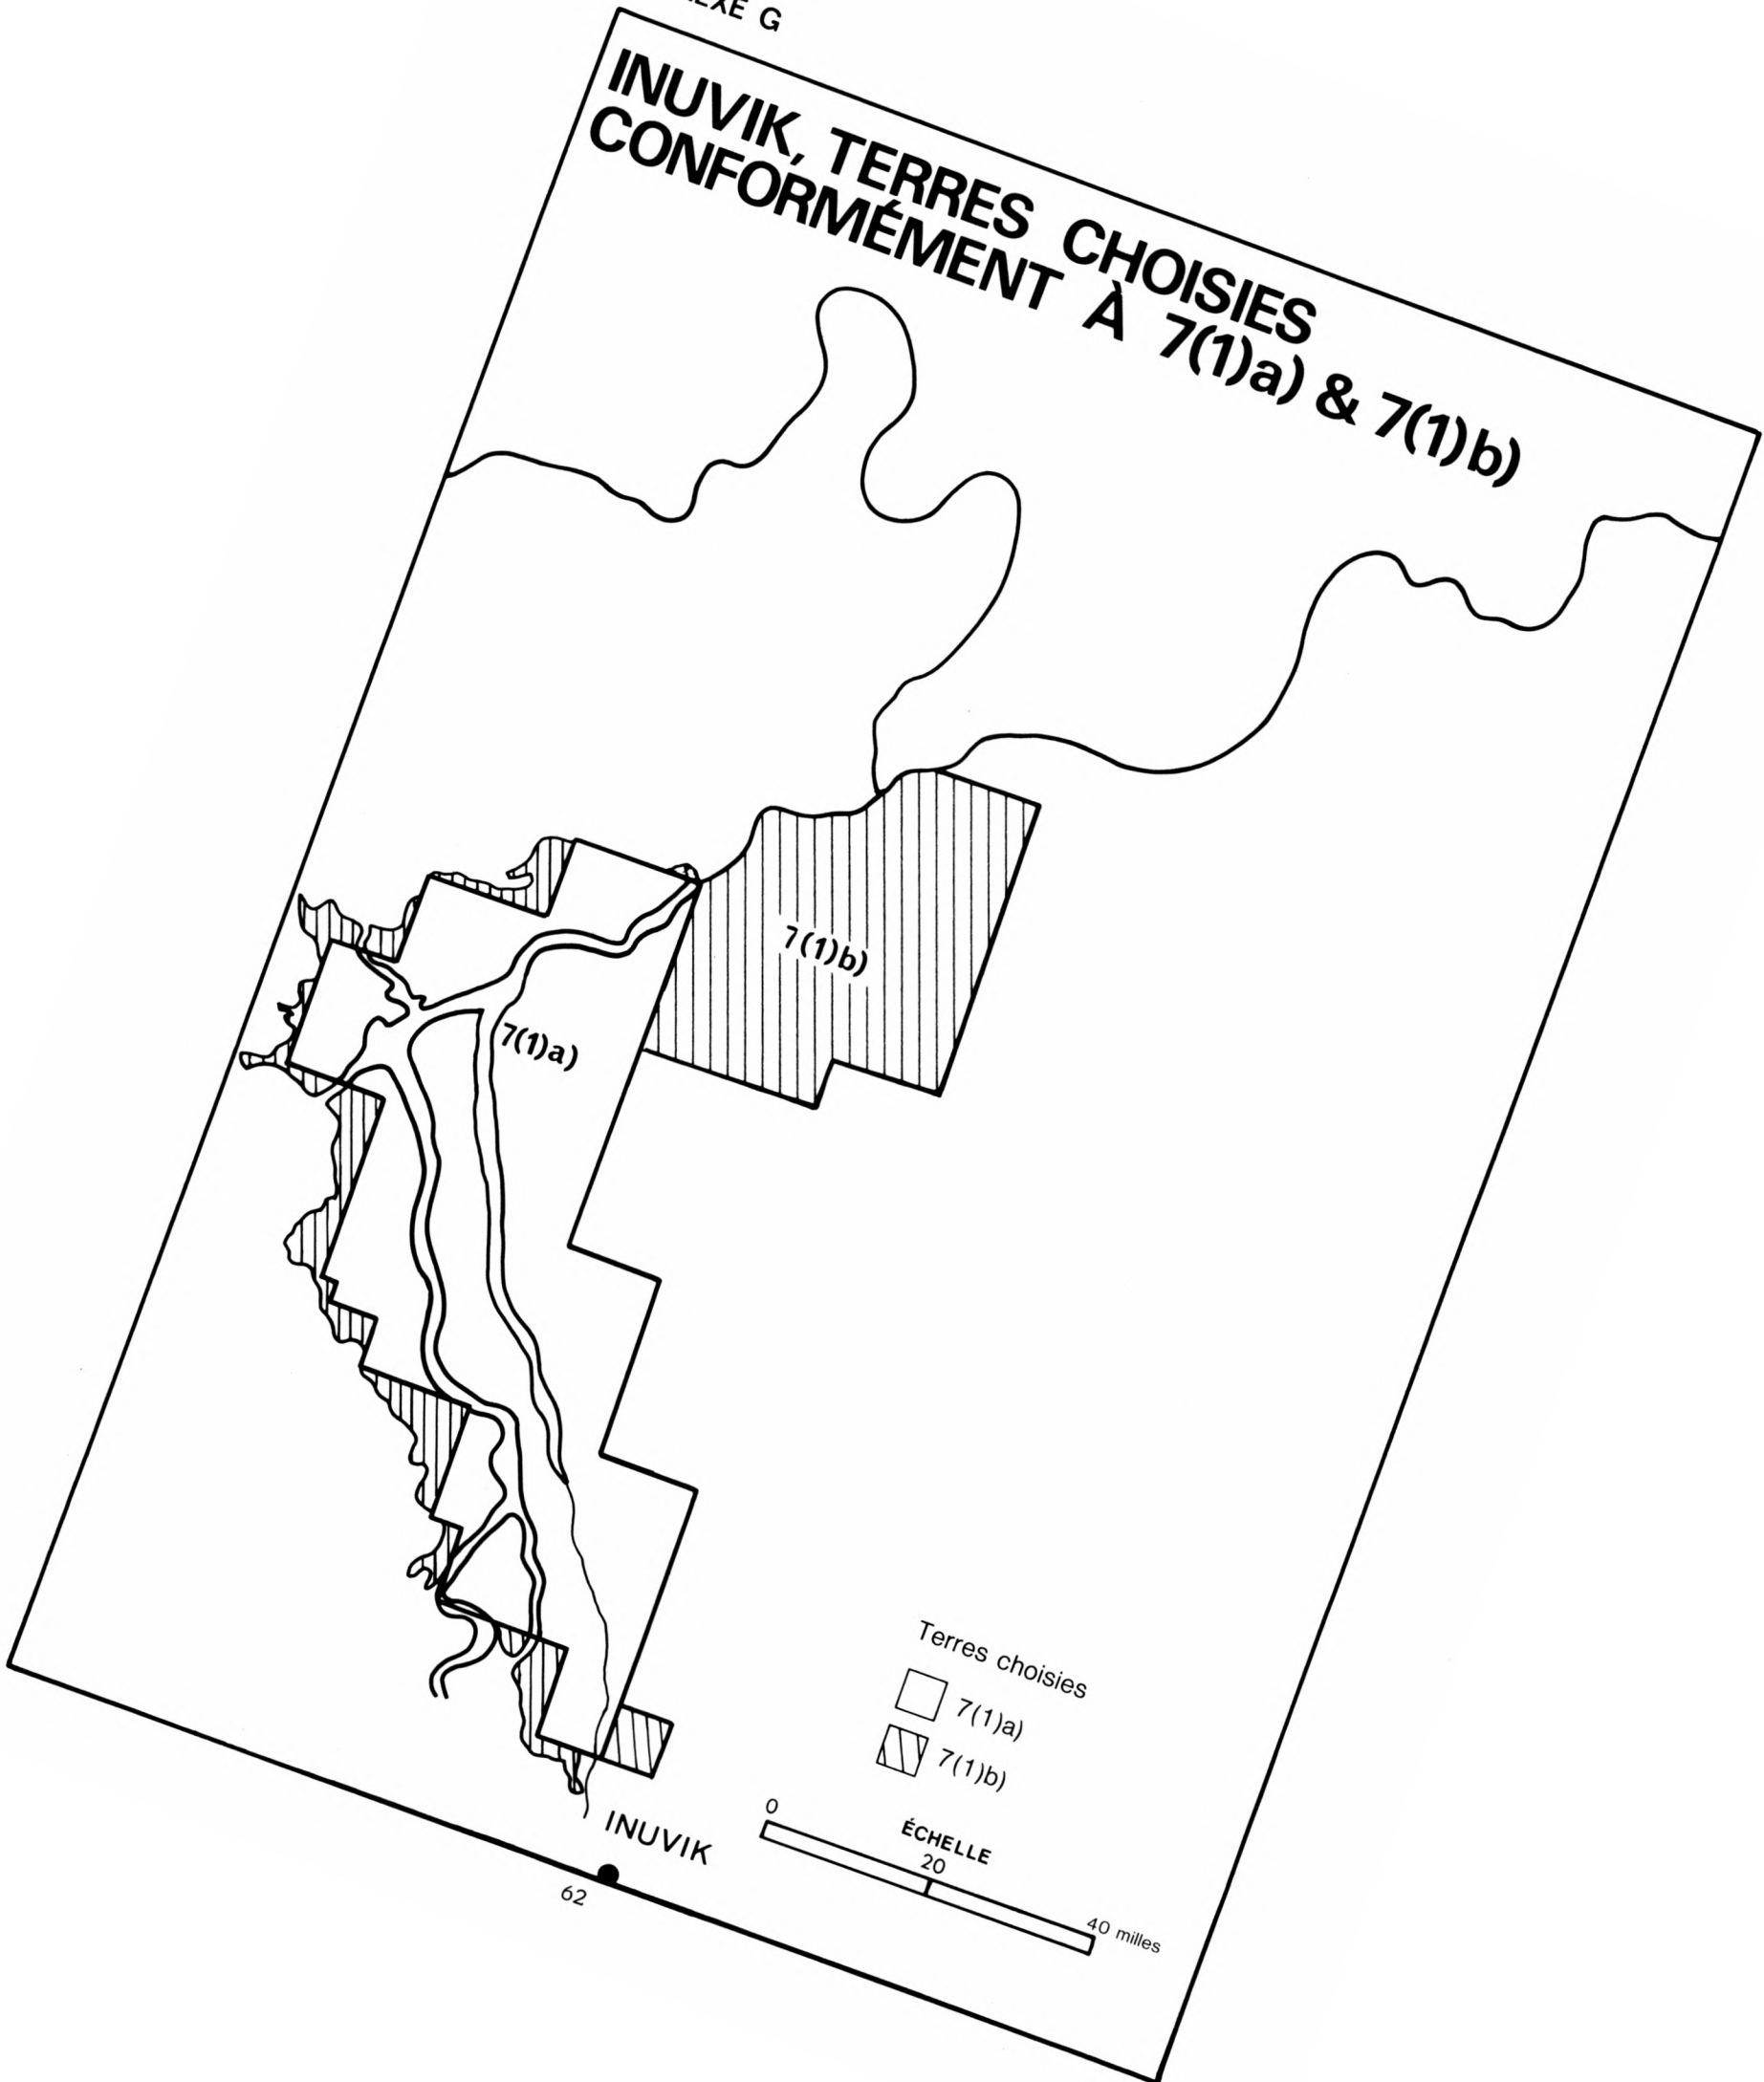 G
INUVIK, TERRES CHOISIES
CONFORMÉMENT À 7(1)a) & 7(1)b)
7(1)b)
7(1)a)
Terres choisies
7(1)a)
7(1)b)
0
ÉCHELLE
20
40 milles
INUVIK
62